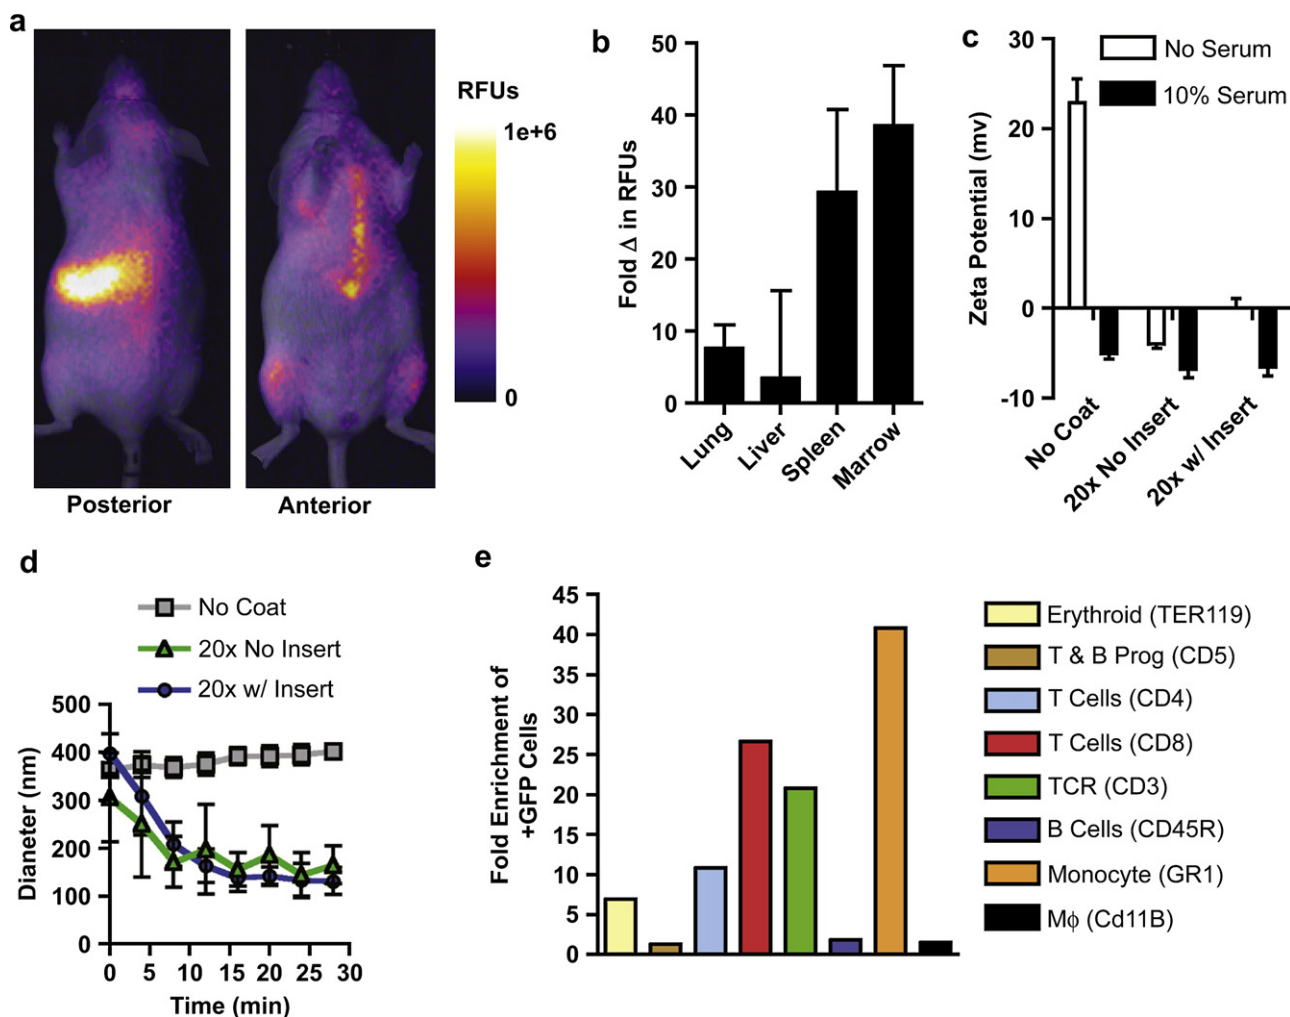 a
RFUs
1e+6
0
Posterior
Anterior
b
Fold Δ in RFUs
50
40
30
20
10
0
Lung
Liver
Spleen
Marrow
c
No Serum
10% Serum
Zeta Potential (mv)
30
20
10
0
-10
No Coat
20x No Insert
20x w/ Insert
d
No Coat
20x No Insert
20x w/ Insert
Dianeter (nm)
500
400
300
200
100
0
0 5 10 15 20 25 30
Time (min)
e
Fold Enrichment of
+GFP Cells
45
40
35
30
25
20
15
10
5
0
Erythroid (TER119)
T & B Prog (CD5)
T Cells (CD4)
T Cells (CD8)
TCR (CD3)
B Cells (CD45R)
Monocyte (GR1)
Mϕ (Cd11B)